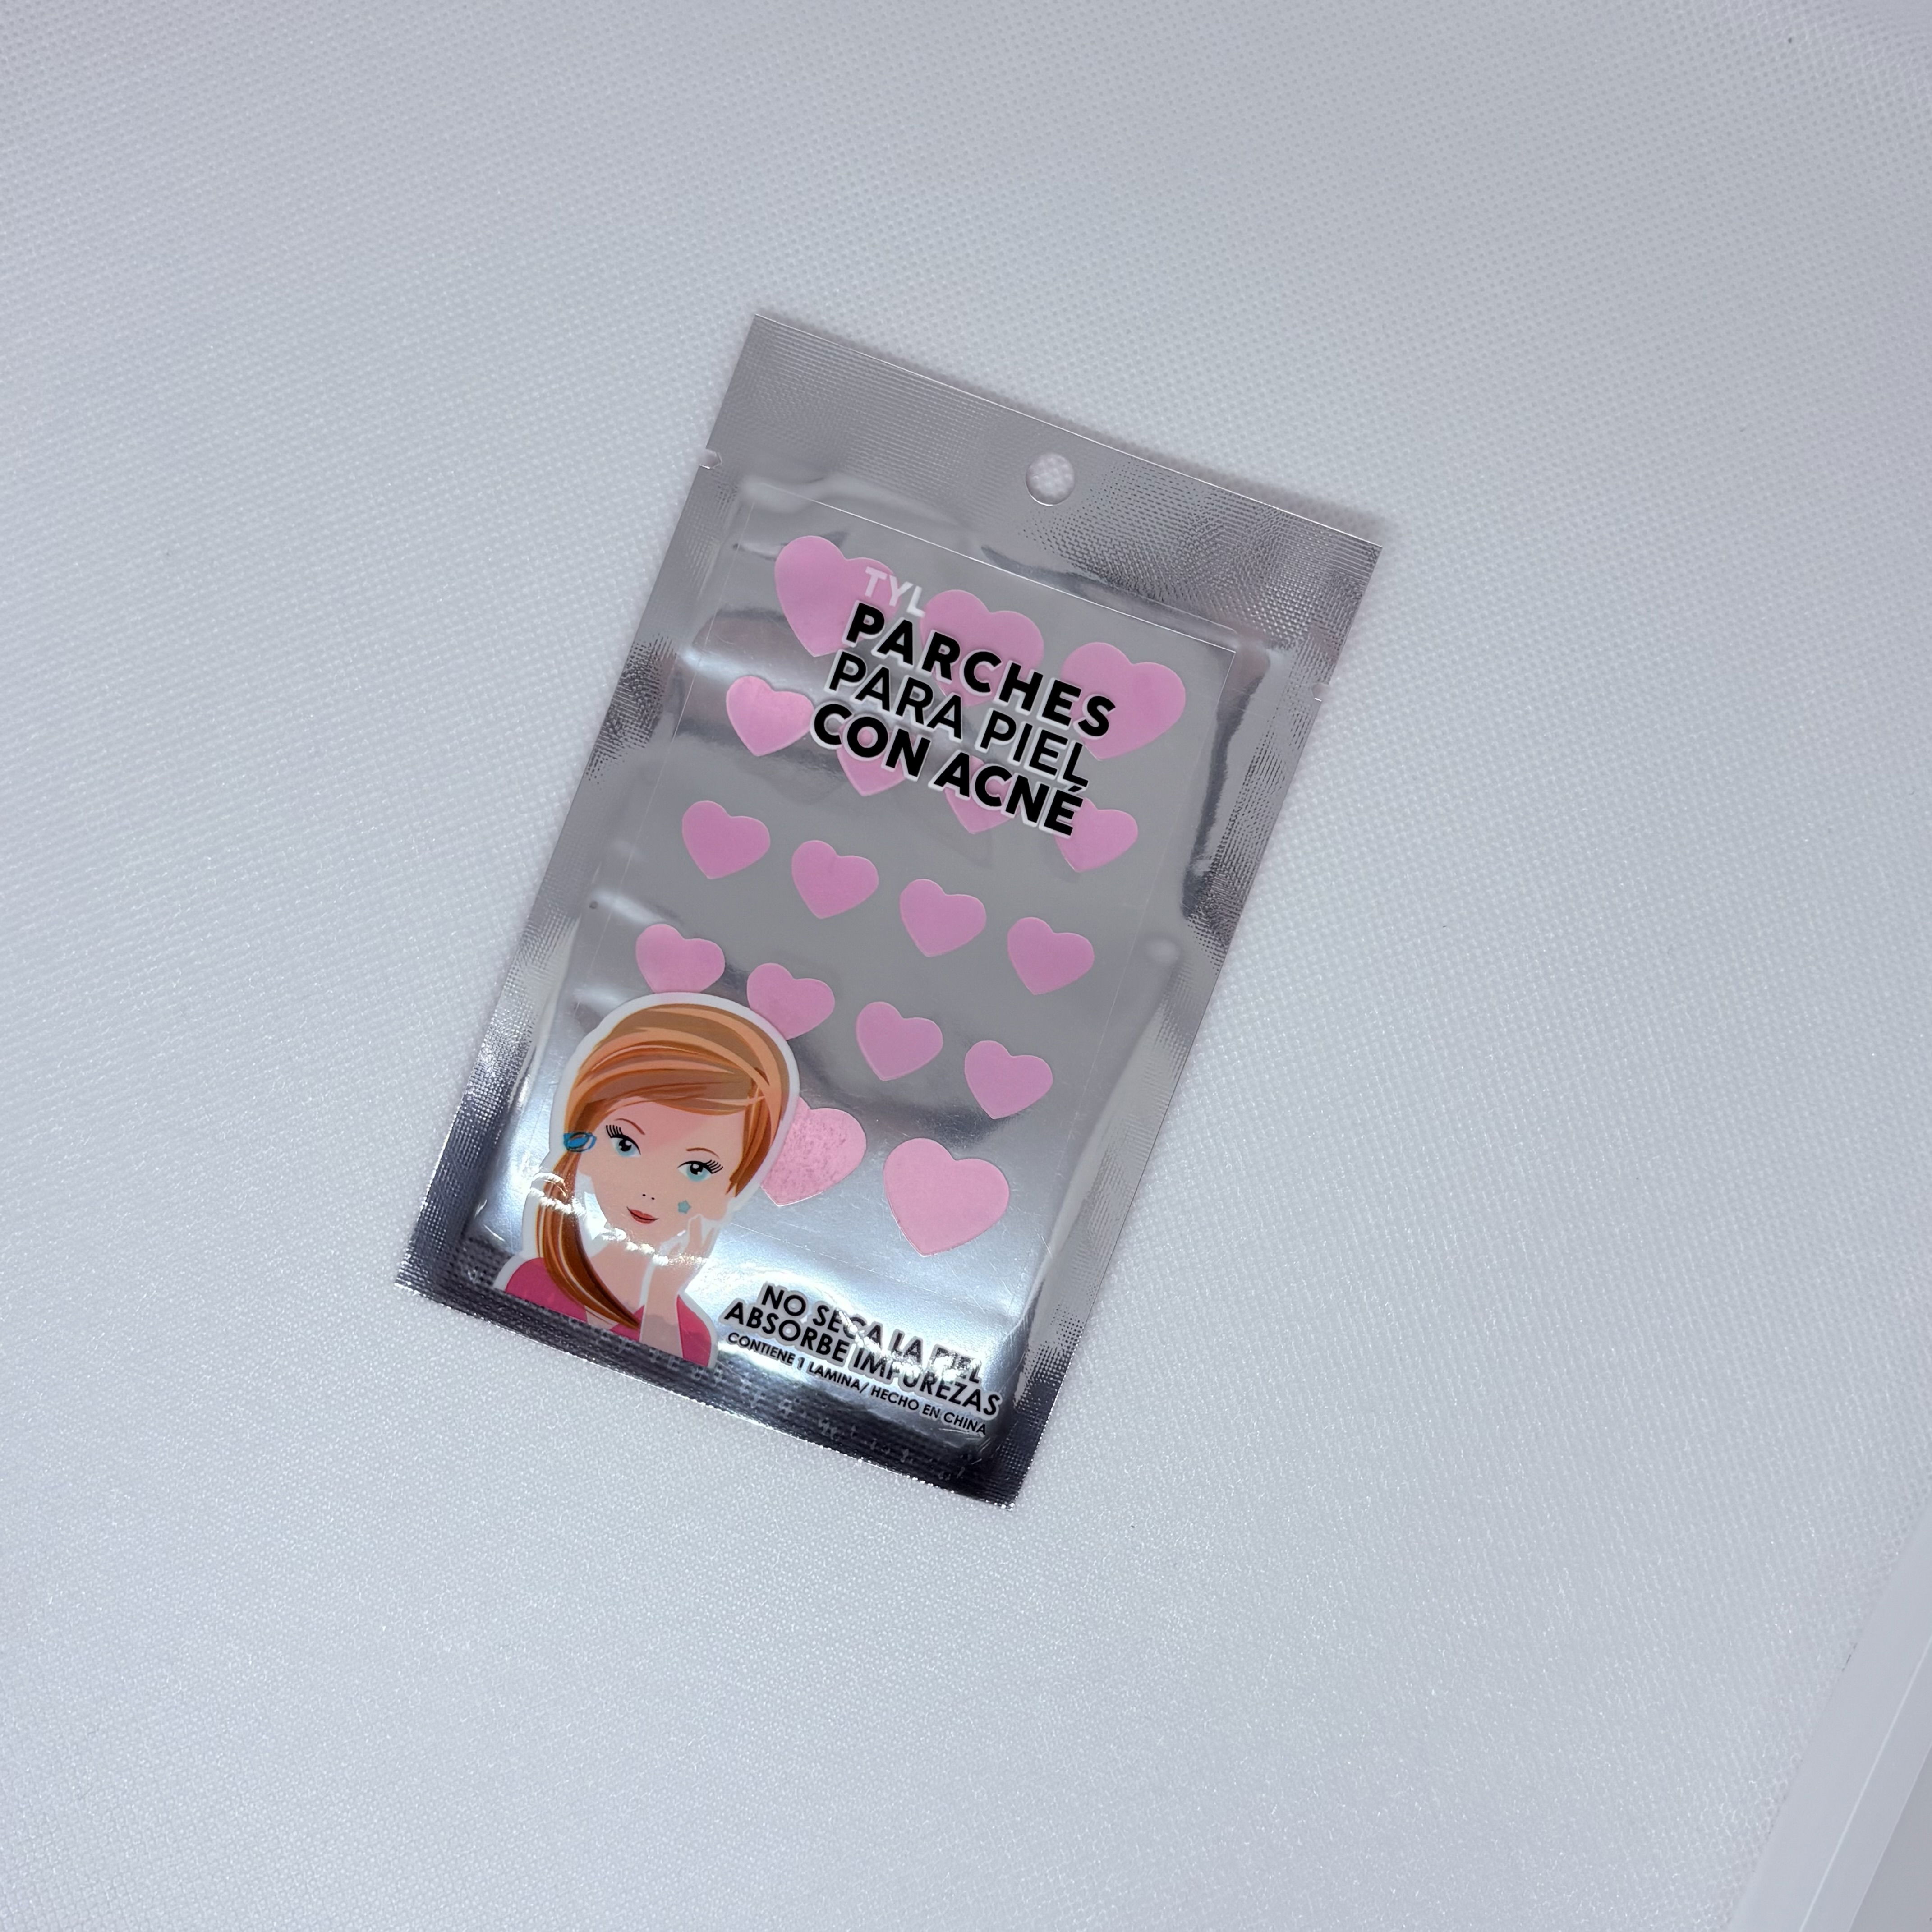 TYL
PARCHES
PARA PIEL
CON ACNÉ
NO SECA LA PIEL
ABSORBE IMPUREZAS
CONTIENE 1 LAMINA/ HECHO EN CHINA